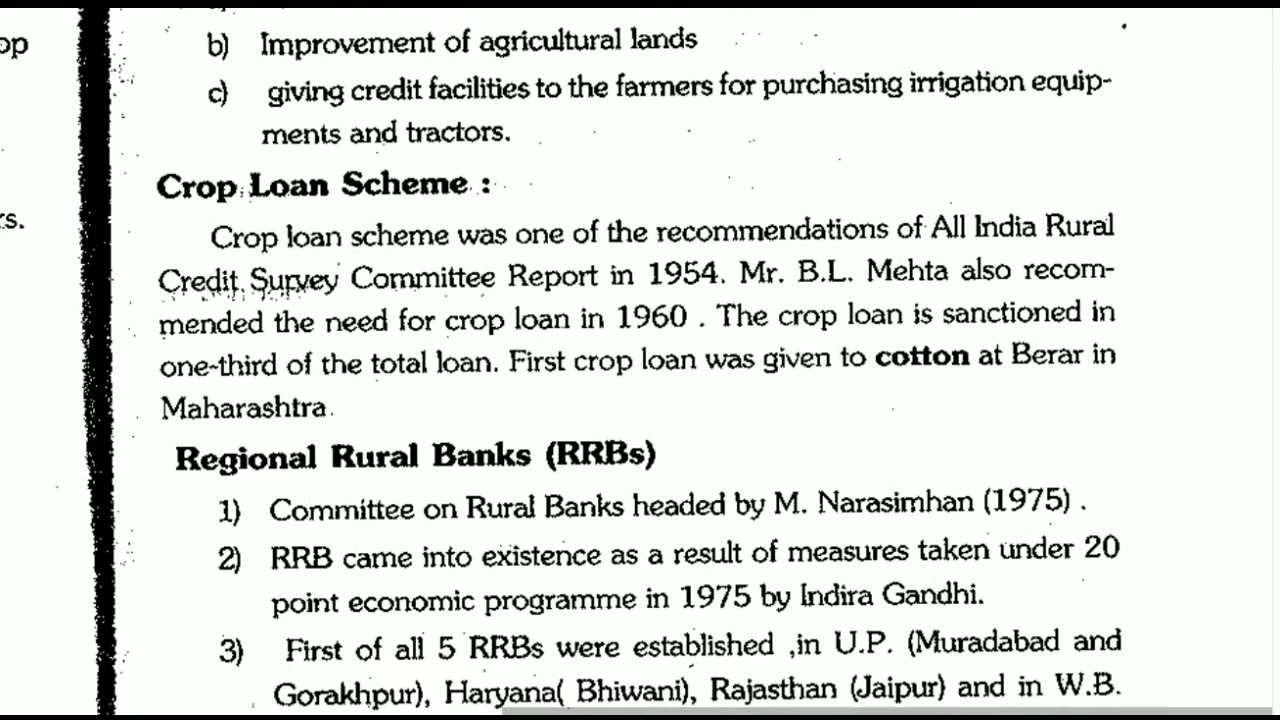 op
b) Improvement of agricultural lands
c) giving credit facilities to the farmers for purchasing irrigation equip-
ments and tractors.
rs.
Crop Loan Scheme :
Crop loan scheme was one of the recommendations of All India Rural
Credit Survey Committee Report in 1954. Mr. B.L. Mehta also recom-
mended the need for crop loan in 1960 . The crop loan is sanctioned in
one-third of the total loan. First crop loan was given to cotton at Berar in
Maharashtra.
Regional Rural Banks (RRBs)
1) Committee on Rural Banks headed by M. Narasimhan (1975) .
2) RRB came into existence as a result of measures taken under 20
point economic programme in 1975 by Indira Gandhi.
3) First of all 5 RRBs were established ,in U.P. (Muradabad and
Gorakhpur), Haryana( Bhiwani), Rajasthan (Jaipur) and in W.B.